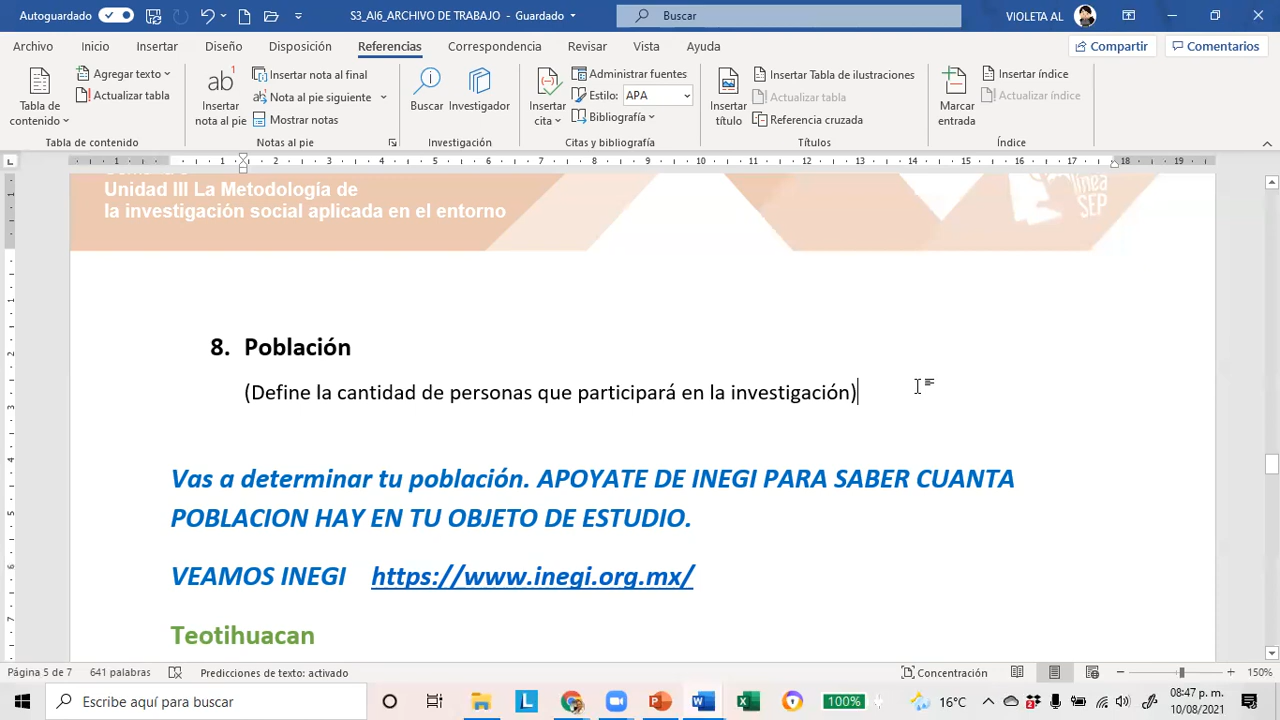 Autoguardado S3_AI6_ARCHIVO DE TRABAJO - Guardado Buscar VIOLETA AL
Archivo Inicio Insertar Diseño Disposición Referencias Correspondencia Revisar Vista Ayuda Compartir Comentarios
Tabla de contenido
Agregar texto
Actualizar tabla
Tabla de contenido
ab
Insertar nota al pie
Insertar nota al final
Nota al pie siguiente
Mostrar notas
Notas al pie
Buscar Investigador
Investigación
Insertar cita
Administrar fuentes
Estilo: APA
Bibliografía
Citas y bibliografía
Insertar título
Insertar Tabla de ilustraciones
Actualizar tabla
Referencia cruzada
Títulos
Marcar entrada
Insertar índice
Actualizar índice
Índice
Unidad III La Metodología de
la investigación social aplicada en el entorno
línea
SEP
8. Población
(Define la cantidad de personas que participará en la investigación)
Vas a determinar tu población. APOYATE DE INEGI PARA SABER CUANTA
POBLACION HAY EN TU OBJETO DE ESTUDIO.
VEAMOS INEGI https://www.inegi.org.mx/
Teotihuacan
Página 5 de 7 641 palabras Predicciones de texto: activado Concentración 150%
Escribe aquí para buscar 100% 16°C 08:47 p. m.
10/08/2021